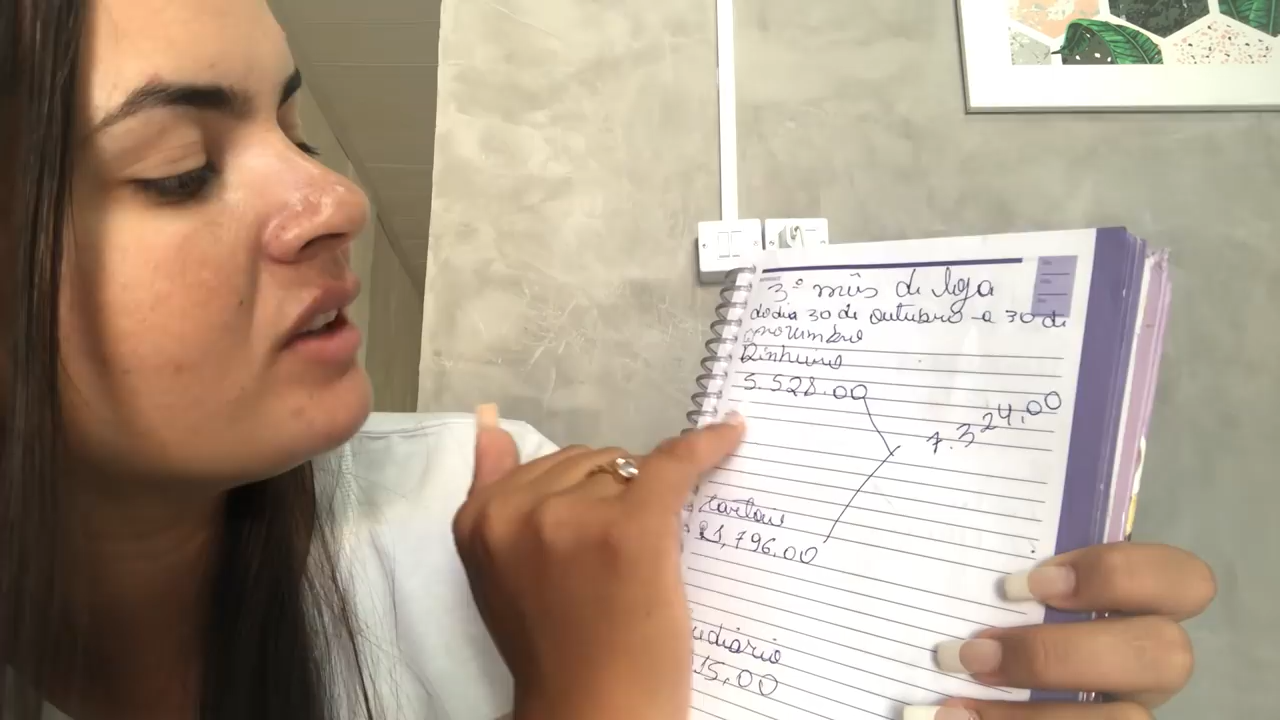 3º mês de loja
do dia 30 de outubro a 30 de
novembro
Dinheiro
5.528.00
7.324,00
cartão
1,796.00
ediario
15,00